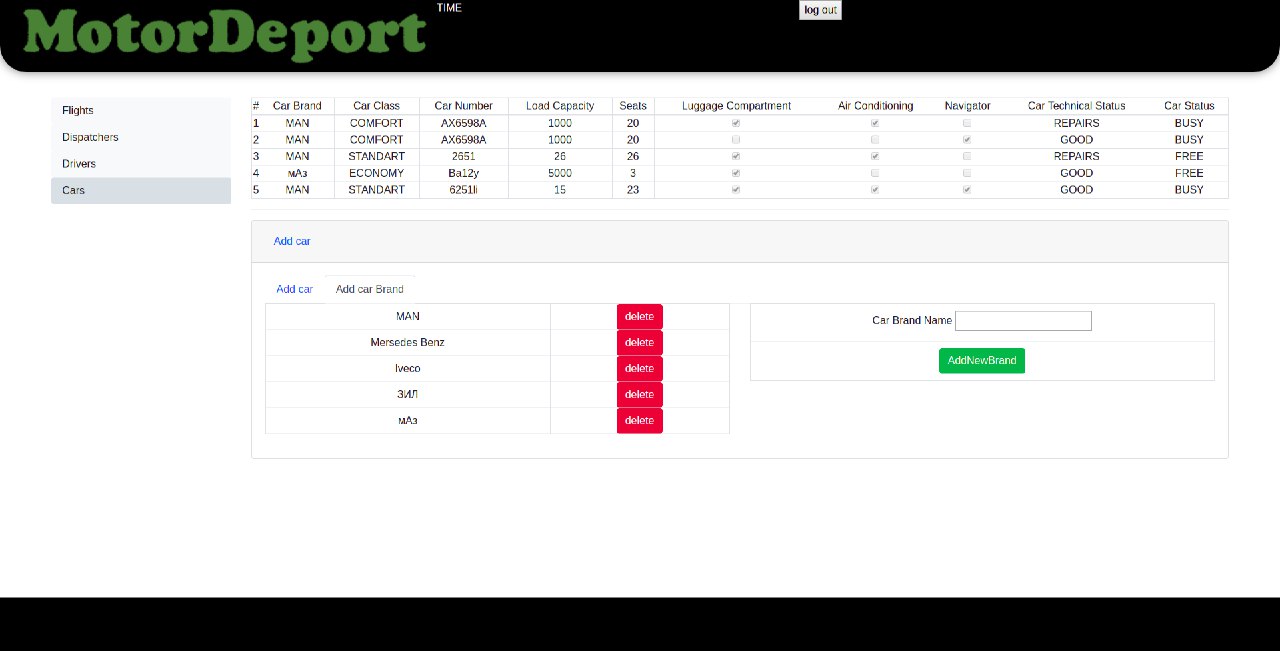 MotorDeport TIME log out
Flights
Dispatchers
Drivers
Cars
# Car Brand Car Class Car Number Load Capacity Seats Luggage Compartment Air Conditioning Navigator Car Technical Status Car Status
1 MAN COMFORT AX6598A 1000 20 REPAIRS BUSY
2 MAN COMFORT AX6598A 1000 20 GOOD BUSY
3 MAN STANDART 2651 26 26 REPAIRS FREE
4 мАз ECONOMY Ba12y 5000 3 GOOD FREE
5 MAN STANDART 6251li 15 23 GOOD BUSY
Add car
Add car Add car Brand
MAN delete
Mersedes Benz delete
Iveco delete
ЗИЛ delete
мАз delete
Car Brand Name
AddNewBrand